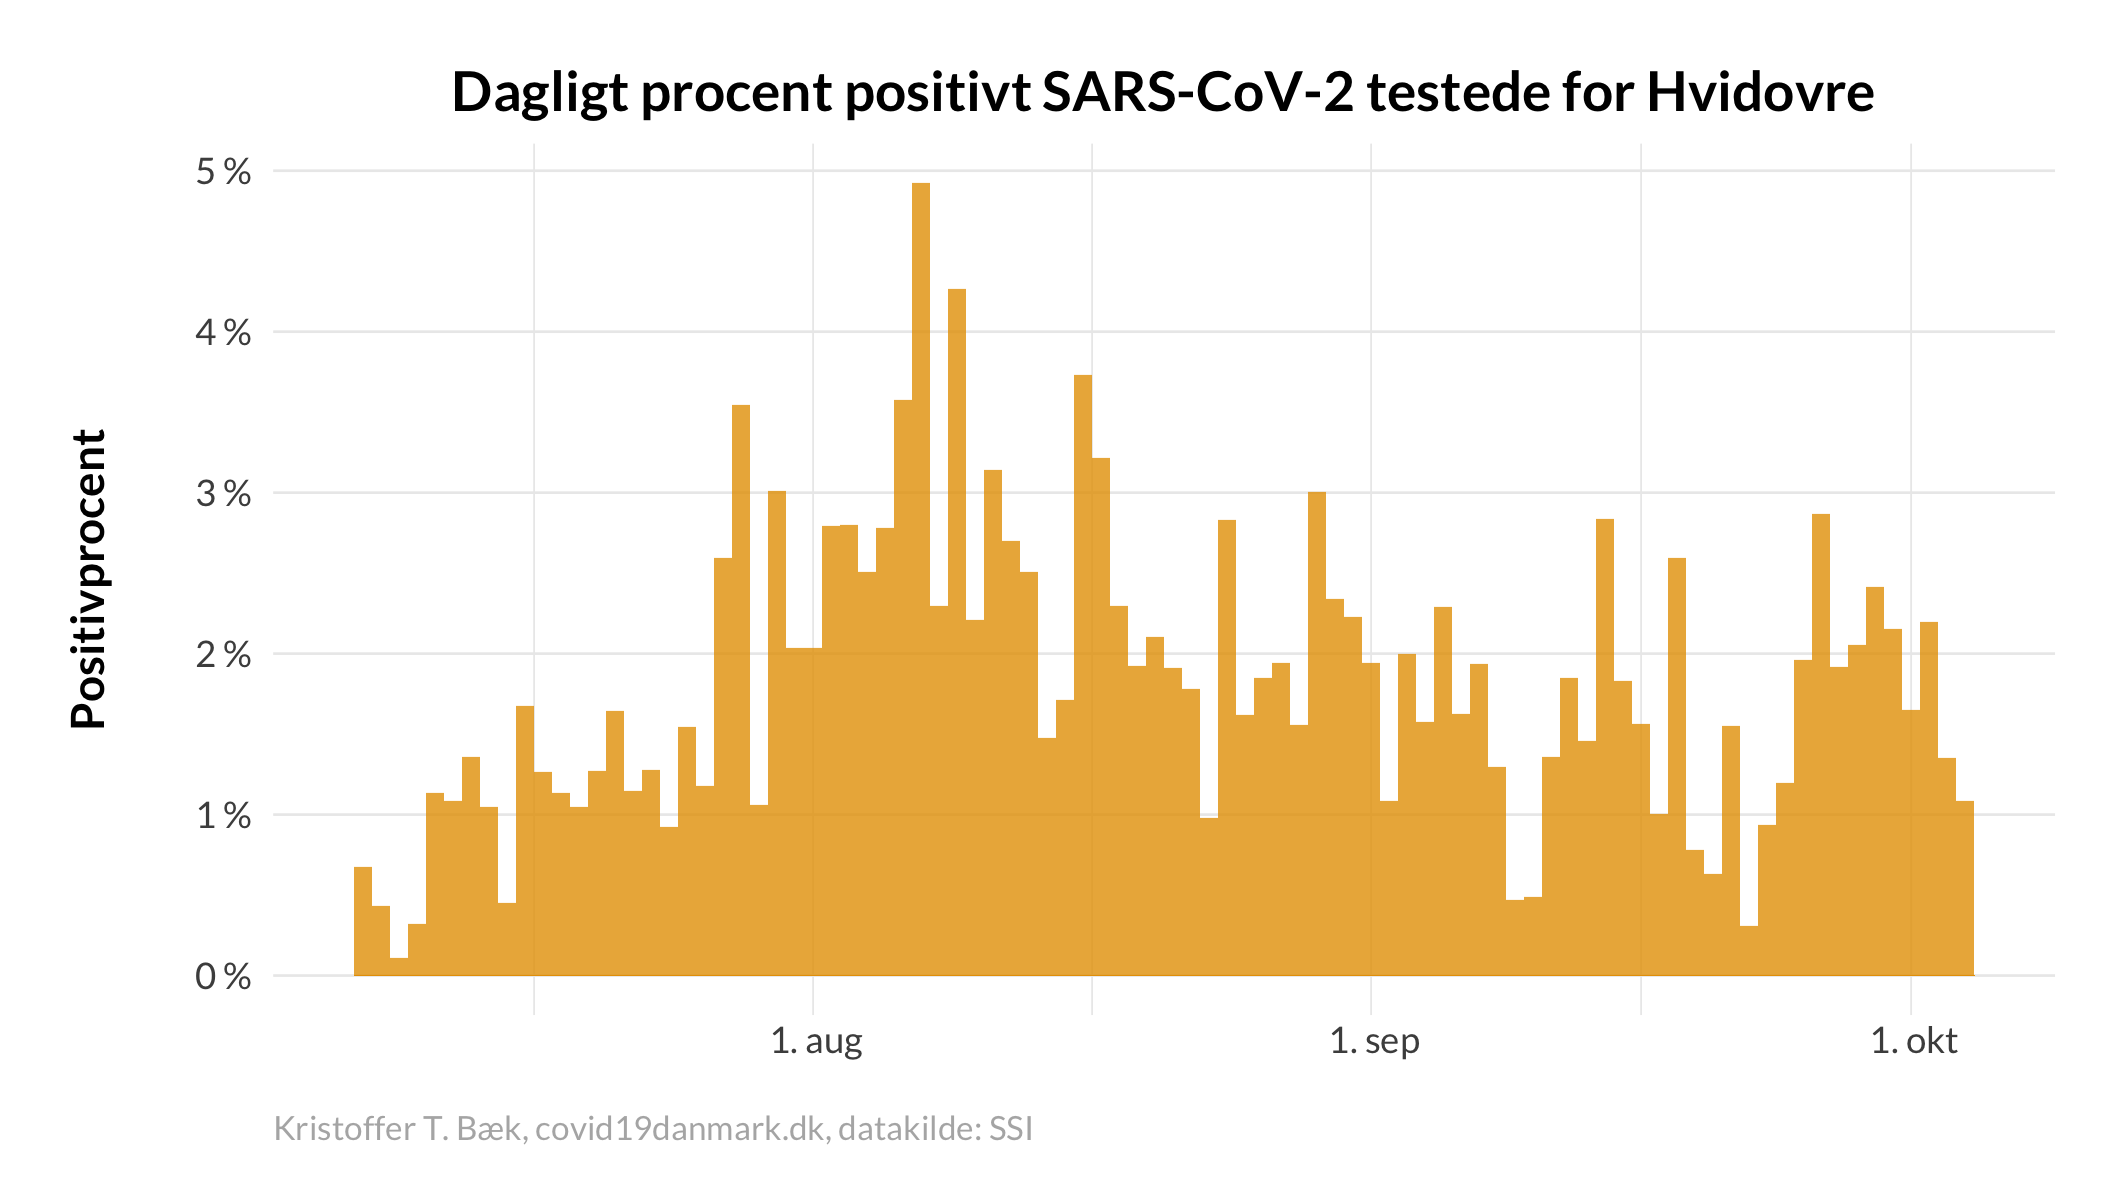 Dagligt procent positivt SARS-CoV-2 testede for Hvidovre
Positivprocent
5 %
4 %
3 %
2 %
1 %
0 %
1. aug
1. sep
1. okt
Kristoffer T. Bæk, covid19danmark.dk, datakilde: SSI